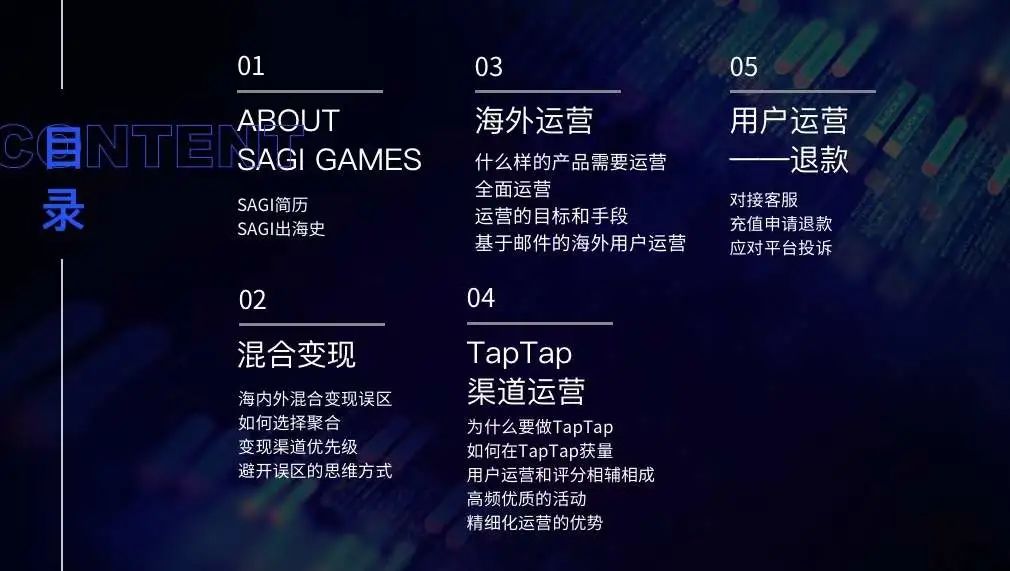 CONTENT
目
录
01
ABOUT
SAGI GAMES
SAGI简历
SAGI出海史
02
混合变现
海内外混合变现误区
如何选择聚合
变现渠道优先级
避开误区的思维方式
03
海外运营
什么样的产品需要运营
全面运营
运营的目标和手段
基于邮件的海外用户运营
04
TapTap
渠道运营
为什么要做TapTap
如何在TapTap获量
用户运营和评分相辅相成
高频优质的活动
精细化运营的优势
05
用户运营
——退款
对接客服
充值申请退款
应对平台投诉